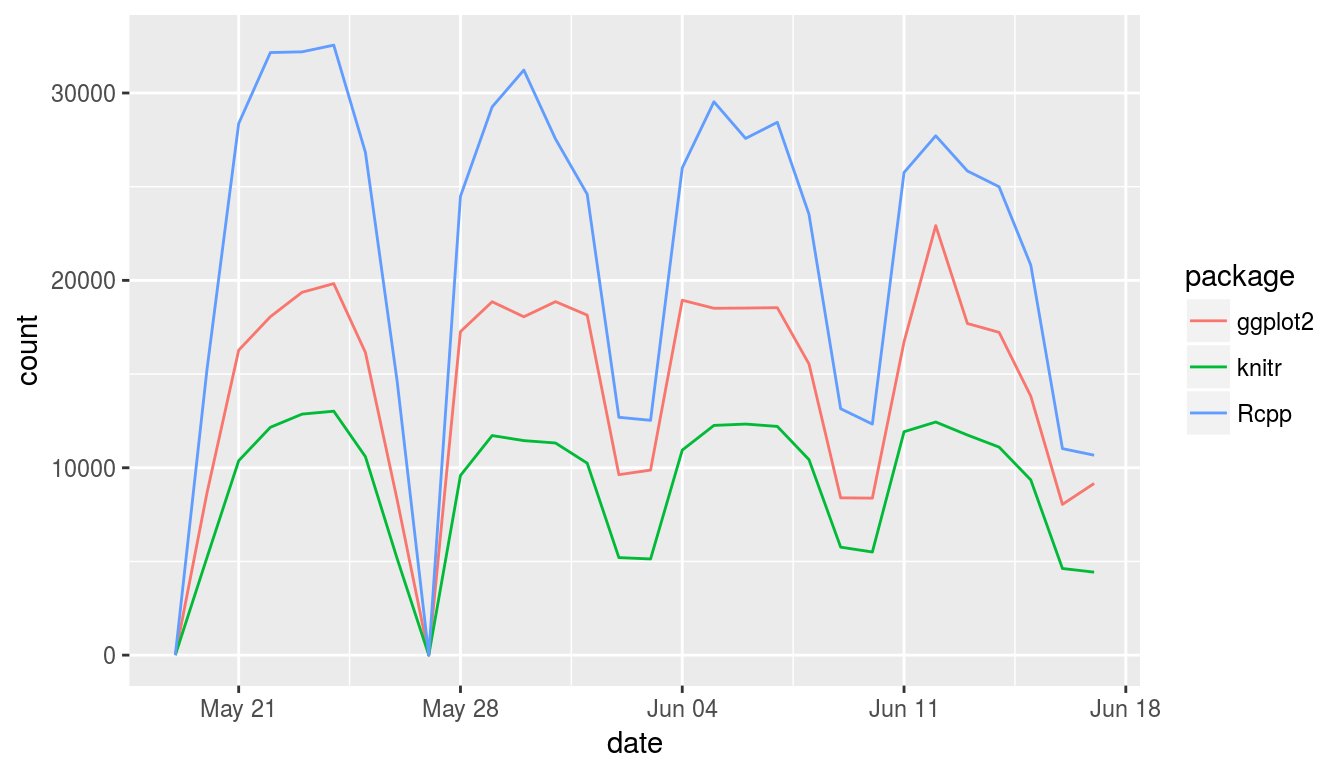 30000
20000
10000
0
count
May 21
May 28
Jun 04
Jun 11
Jun 18
date
package
ggplot2
knitr
Rcpp